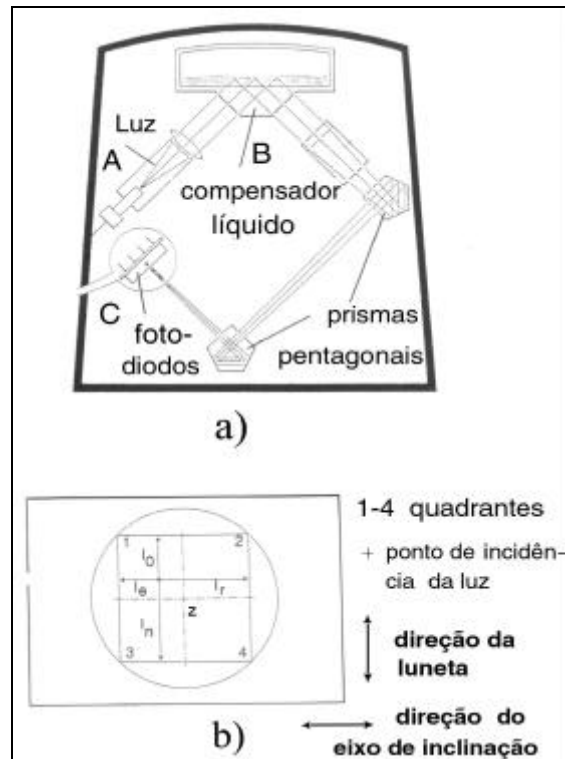 Luz
A
B
compensador
líquido
C
foto-
diodos
prismas
pentagonais
a)
1-4 quadrantes
+ ponto de incidên-
cia da luz
1
2
l₀
lₑ
lᵣ
z
lₙ
3
4
direção da
luneta
direção do
eixo de inclinação
b)